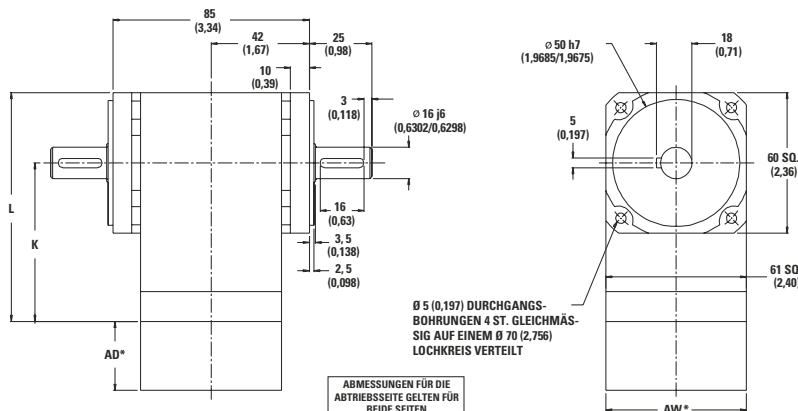 85
(3,34)
42
(1,67)
25
(0,98)
10
(0,39)
3
(0,118)
Ø 16 j6
(0,6302/0,6298)
16
(0,63)
3, 5
(0,138)
2, 5
(0,098)
L
K
AD*
Ø 50 h7
(1,9685/1,9675)
18
(0,71)
5
(0,197)
60 SQ.
(2,36)
61 SQ
(2,40)
Ø 5 (0,197) DURCHGANGS-
BOHRUNGEN 4 ST. GLEICHMÄS-
SIG AUF EINEM Ø 70 (2,756)
LOCHKREIS VERTEILT
ABMESSUNGEN FÜR DIE
ABTRIEBSSEITE GELTEN FÜR
BEIDE SEITEN
AW*